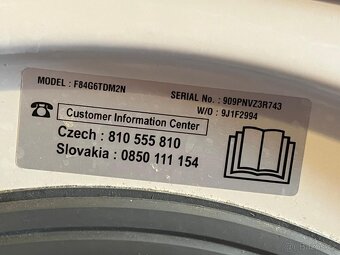 MODEL : F84G6TDM2N
SERIAL No. : 909PNVZ3R743
W/O : 9J1F2994
Customer Information Center
Czech : 810 555 810
Slovakia : 0850 111 154